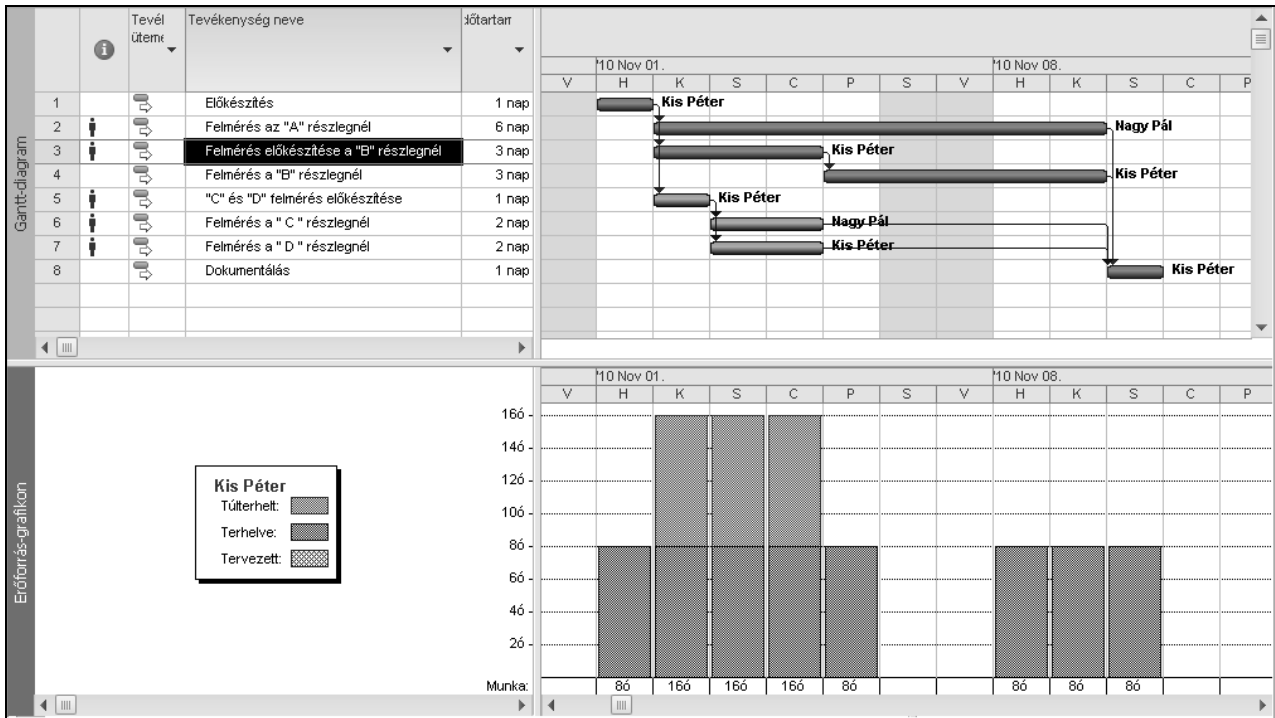 Tevél
üteme
Tevékenység neve
dőtartam
'10 Nov 01.
'10 Nov 08.
V H K S C P S V H K S C P
1 Előkészítés 1 nap
Kis Péter
2 Felmérés az "A" részlegnél 6 nap
Nagy Pál
3 Felmérés előkészítése a "B" részlegnél 3 nap
Kis Péter
4 Felmérés a "B" részlegnél 3 nap
Kis Péter
5 "C" és "D" felmérés előkészítése 1 nap
Kis Péter
6 Felmérés a " C " részlegnél 2 nap
Nagy Pál
7 Felmérés a " D " részlegnél 2 nap
Kis Péter
8 Dokumentálás 1 nap
Kis Péter
Gantt-diagram
'10 Nov 01.
'10 Nov 08.
V H K S C P S V H K S C P
16ó
14ó
12ó
10ó
8ó
6ó
4ó
2ó
Kis Péter
Túlterhelt:
Terhelve:
Tervezett:
Munka: 8ó 16ó 16ó 16ó 8ó 8ó 8ó 8ó
Erőforrás-grafikon